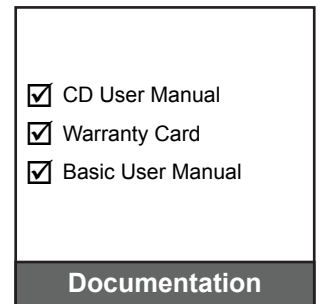 ☑ CD User Manual
☑ Warranty Card
☑ Basic User Manual
Documentation